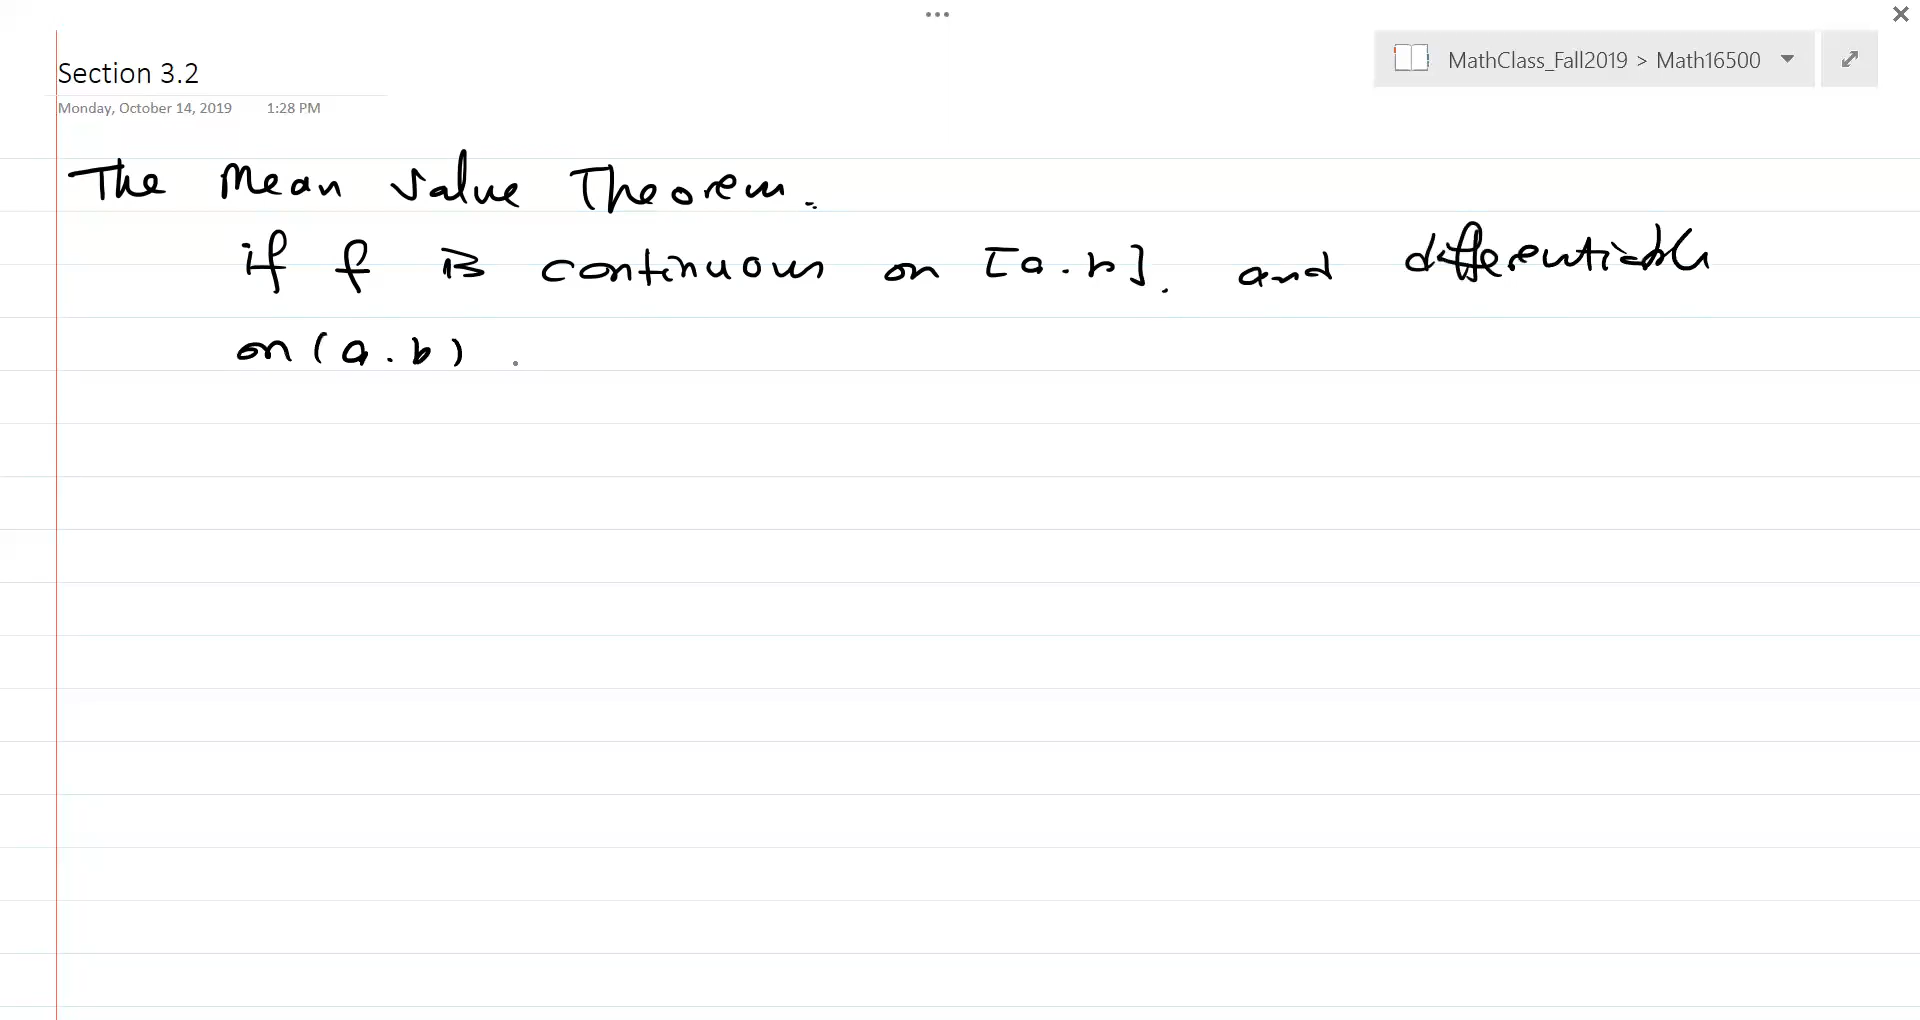 Section 3.2
MathClass_Fall2019 > Math16500
Monday, October 14, 2019 1:28 PM
The Mean Value Theorem.
if f is continuous on [a.b]. and differentiable
on (a.b).